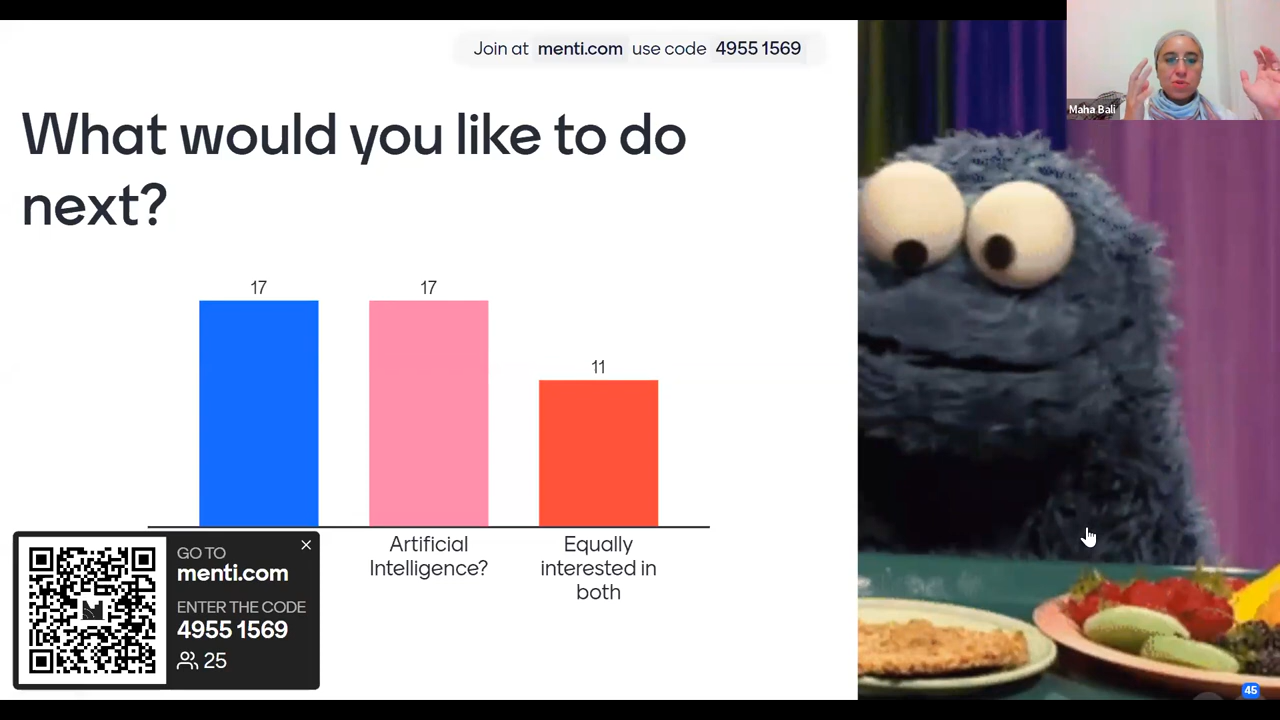 Join at menti.com use code 4955 1569
Maha Bali
What would you like to do
next?
17
17
11
Artificial
Intelligence?
Equally
interested in
both
GO TO
menti.com
ENTER THE CODE
4955 1569
25
45